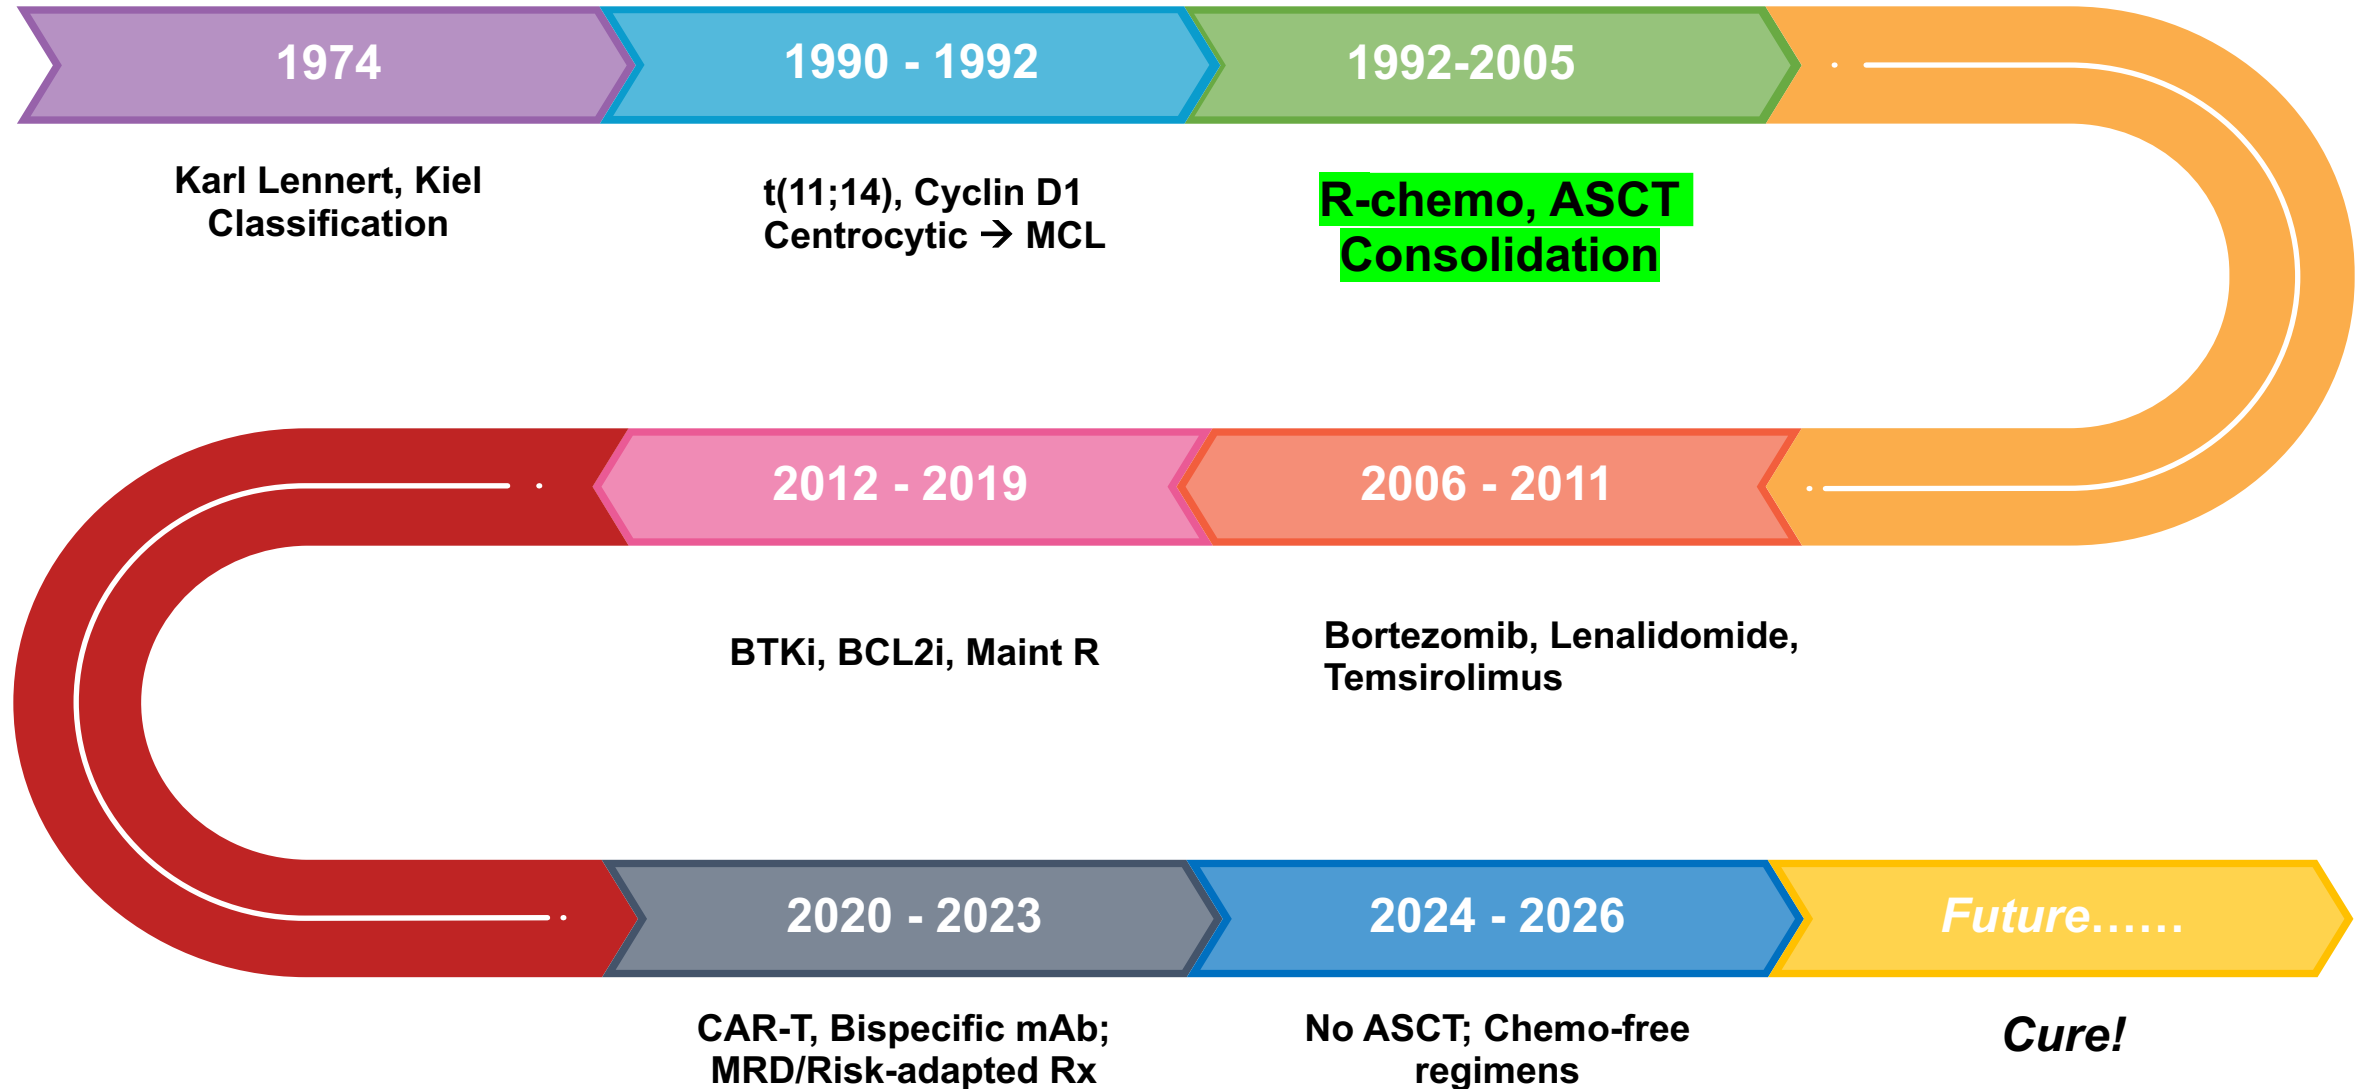 1974
Karl Lennert, Kiel
Classification
1990 - 1992
t(11;14), Cyclin D1
Centrocytic → MCL
1992-2005
R-chemo, ASCT
Consolidation
2006 - 2011
Bortezomib, Lenalidomide,
Temsirolimus
2012 - 2019
BTKi, BCL2i, Maint R
2020 - 2023
CAR-T, Bispecific mAb;
MRD/Risk-adapted Rx
2024 - 2026
No ASCT; Chemo-free
regimens
Future......
Cure!